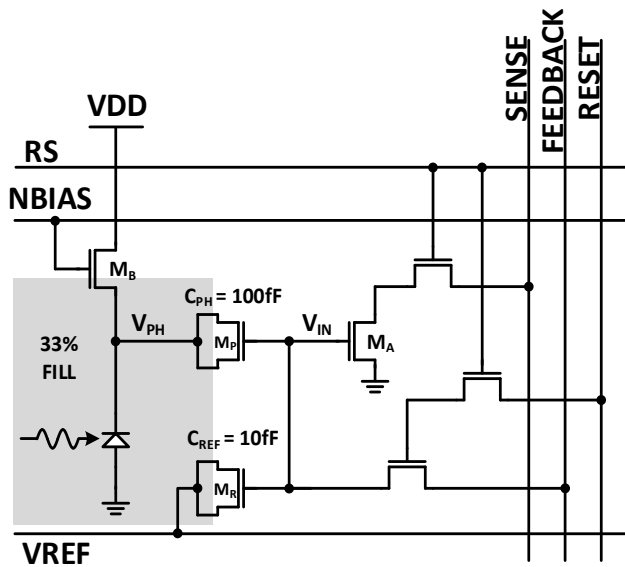 SENSE
FEEDBACK
RESET
VDD
RS
NBIAS
MB
CPH = 100fF
VPH
MP
VIN
MA
33%
FILL
CREF = 10fF
MR
VREF